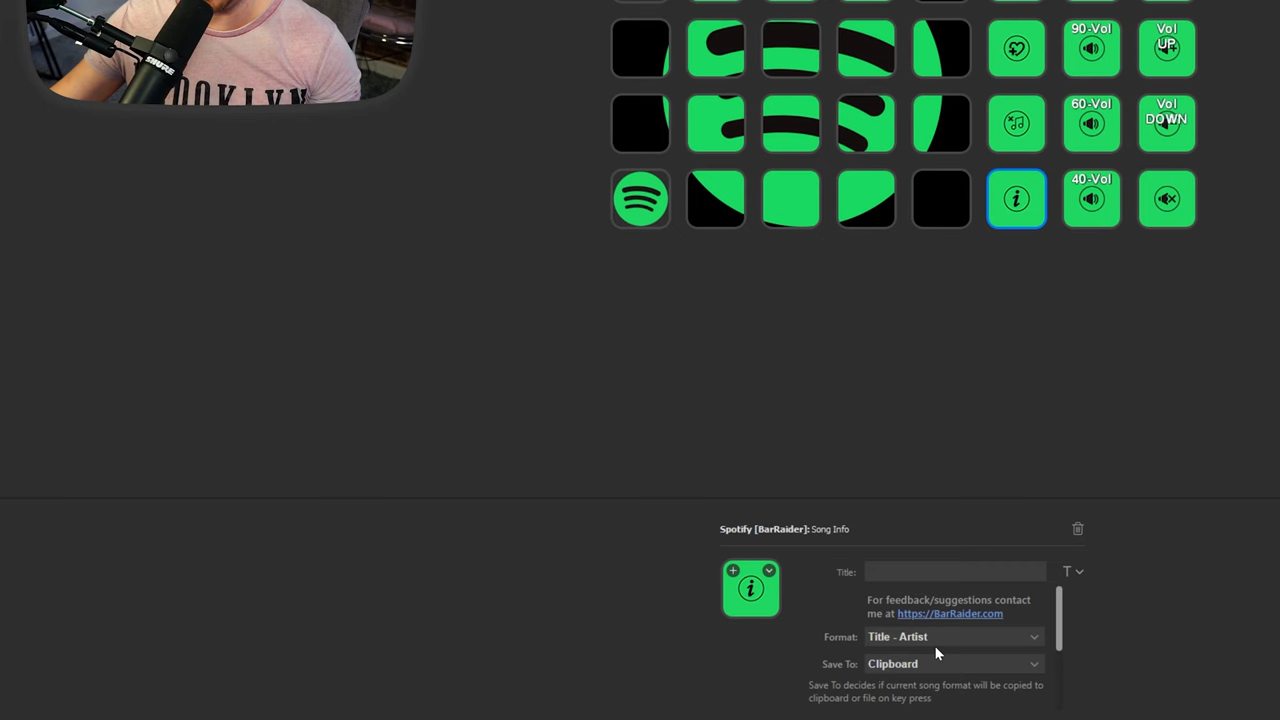 SHURE
OOKLYN
90-Vol
Vol
UP
60-Vol
Vol
DOWN
40-Vol
Spotify [BarRaider]: Song Info
Title:
T
For feedback/suggestions contact
me at https://BarRaider.com
Format: Title - Artist
Save To: Clipboard
Save To decides if current song format will be copied to
clipboard or file on key press